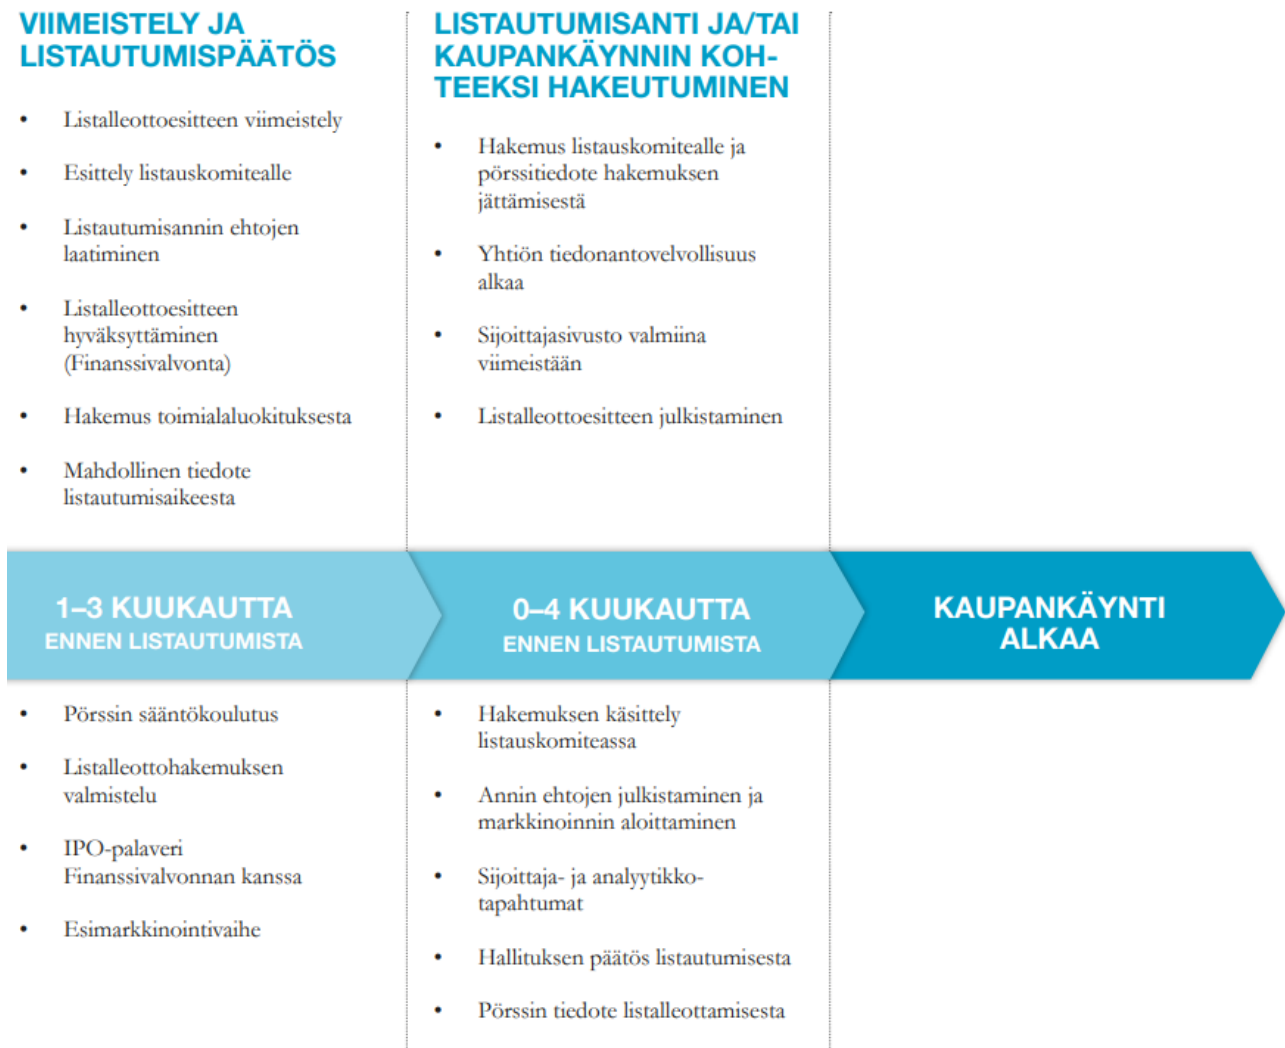 VIIMEISTELY JA
LISTAUTUMISPÄÄTÖS
• Listalleottoesitteen viimeistely
• Esittely listauskomitealle
• Listautumisannin ehtojen
laatiminen
• Listalleottoesitteen
hyväksyttäminen
(Finanssivalvonta)
• Hakemus toimialaluokituksesta
• Mahdollinen tiedote
listautumisaikeesta
LISTAUTUMISANTI JA/TAI
KAUPANKÄYNNIN KOH-
TEEKSI HAKEUTUMINEN
• Hakemus listauskomitealle ja
pörssitiedote hakemuksen
jättämisestä
• Yhtiön tiedonantovelvollisuus
alkaa
• Sijoittajasivusto valmiina
viimeistään
• Listalleottoesitteen julkistaminen
1–3 KUUKAUTTA
ENNEN LISTAUTUMISTA
0–4 KUUKAUTTA
ENNEN LISTAUTUMISTA
KAUPANKÄYNTI
ALKAA
• Pörssin sääntökoulutus
• Listalleottohakemuksen
valmistelu
• IPO-palaveri
Finanssivalvonnan kanssa
• Esimarkkinointivaihe
• Hakemuksen käsittely
listauskomiteassa
• Annin ehtojen julkistaminen ja
markkinoinnin aloittaminen
• Sijoittaja- ja analyytikko-
tapahtumat
• Hallituksen päätös listautumisesta
• Pörssin tiedote listalleottamisesta